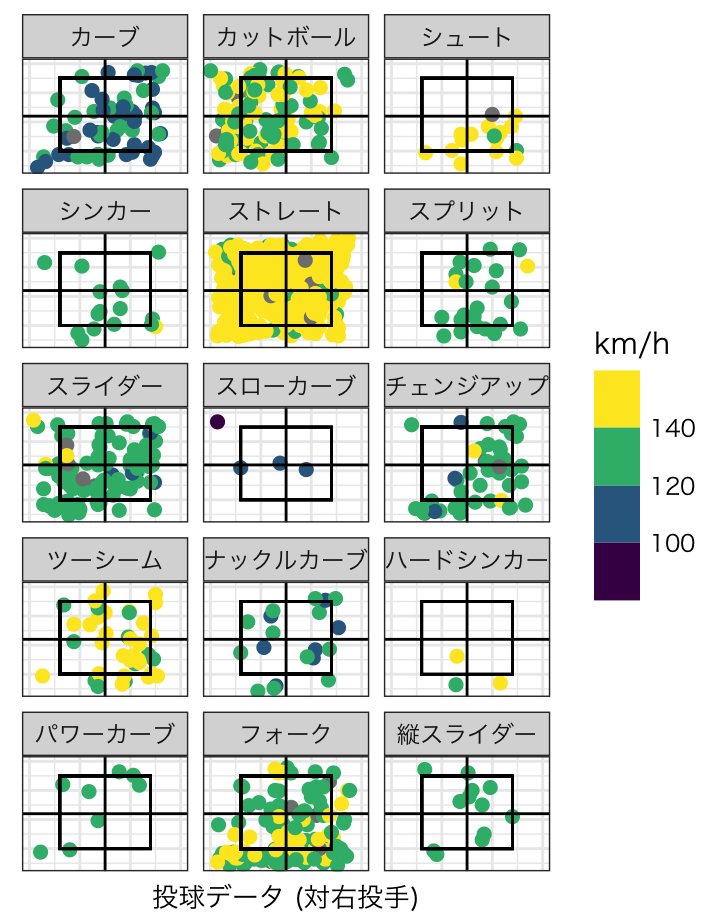 カーブ
カットボール
シュート
シンカー
ストレート
スプリット
スライダー
スローカーブ
チェンジアップ
ツーシーム
ナックルカーブ
ハードシンカー
パワーカーブ
フォーク
縦スライダー
km/h
140
120
100
投球データ (対右投手)